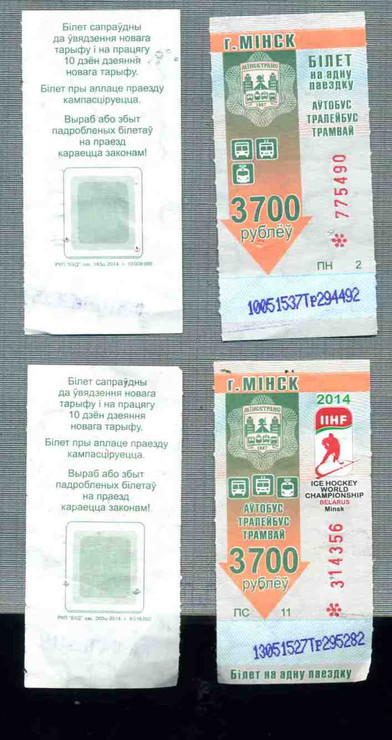 Білет сапраўдны
да ўвядзення новага
тарыфу і на працягу
10 дзён дзеяння
новага тарыфу.
Білет пры аплаце праезду
кампасціруецца.
Выраб або збыт
падробленых білетаў
на праезд
караецца законам!
г. МІНСК
МІНСКТРАНС
БІЛЕТ
на адну
паездку
АЎТОБУС
ТРАЛЕЙБУС
ТРАМВАЙ
3700
рублёў
775490
ПН 2
10051537Тр294492
Білет сапраўдны
да ўвядзення новага
тарыфу і на працягу
10 дзён дзеяння
новага тарыфу.
Білет пры аплаце праезду
кампасціруецца.
Выраб або збыт
падробленых білетаў
на праезд
караецца законам!
г. МІНСК
МІНСКТРАНС
2014
IIHF
ICE HOCKEY
WORLD
CHAMPIONSHIP
BELARUS
Minsk
АЎТОБУС
ТРАЛЕЙБУС
ТРАМВАЙ
3700
рублёў
314356
ПС 11
13051527Тр295282
Білет на адну паездку